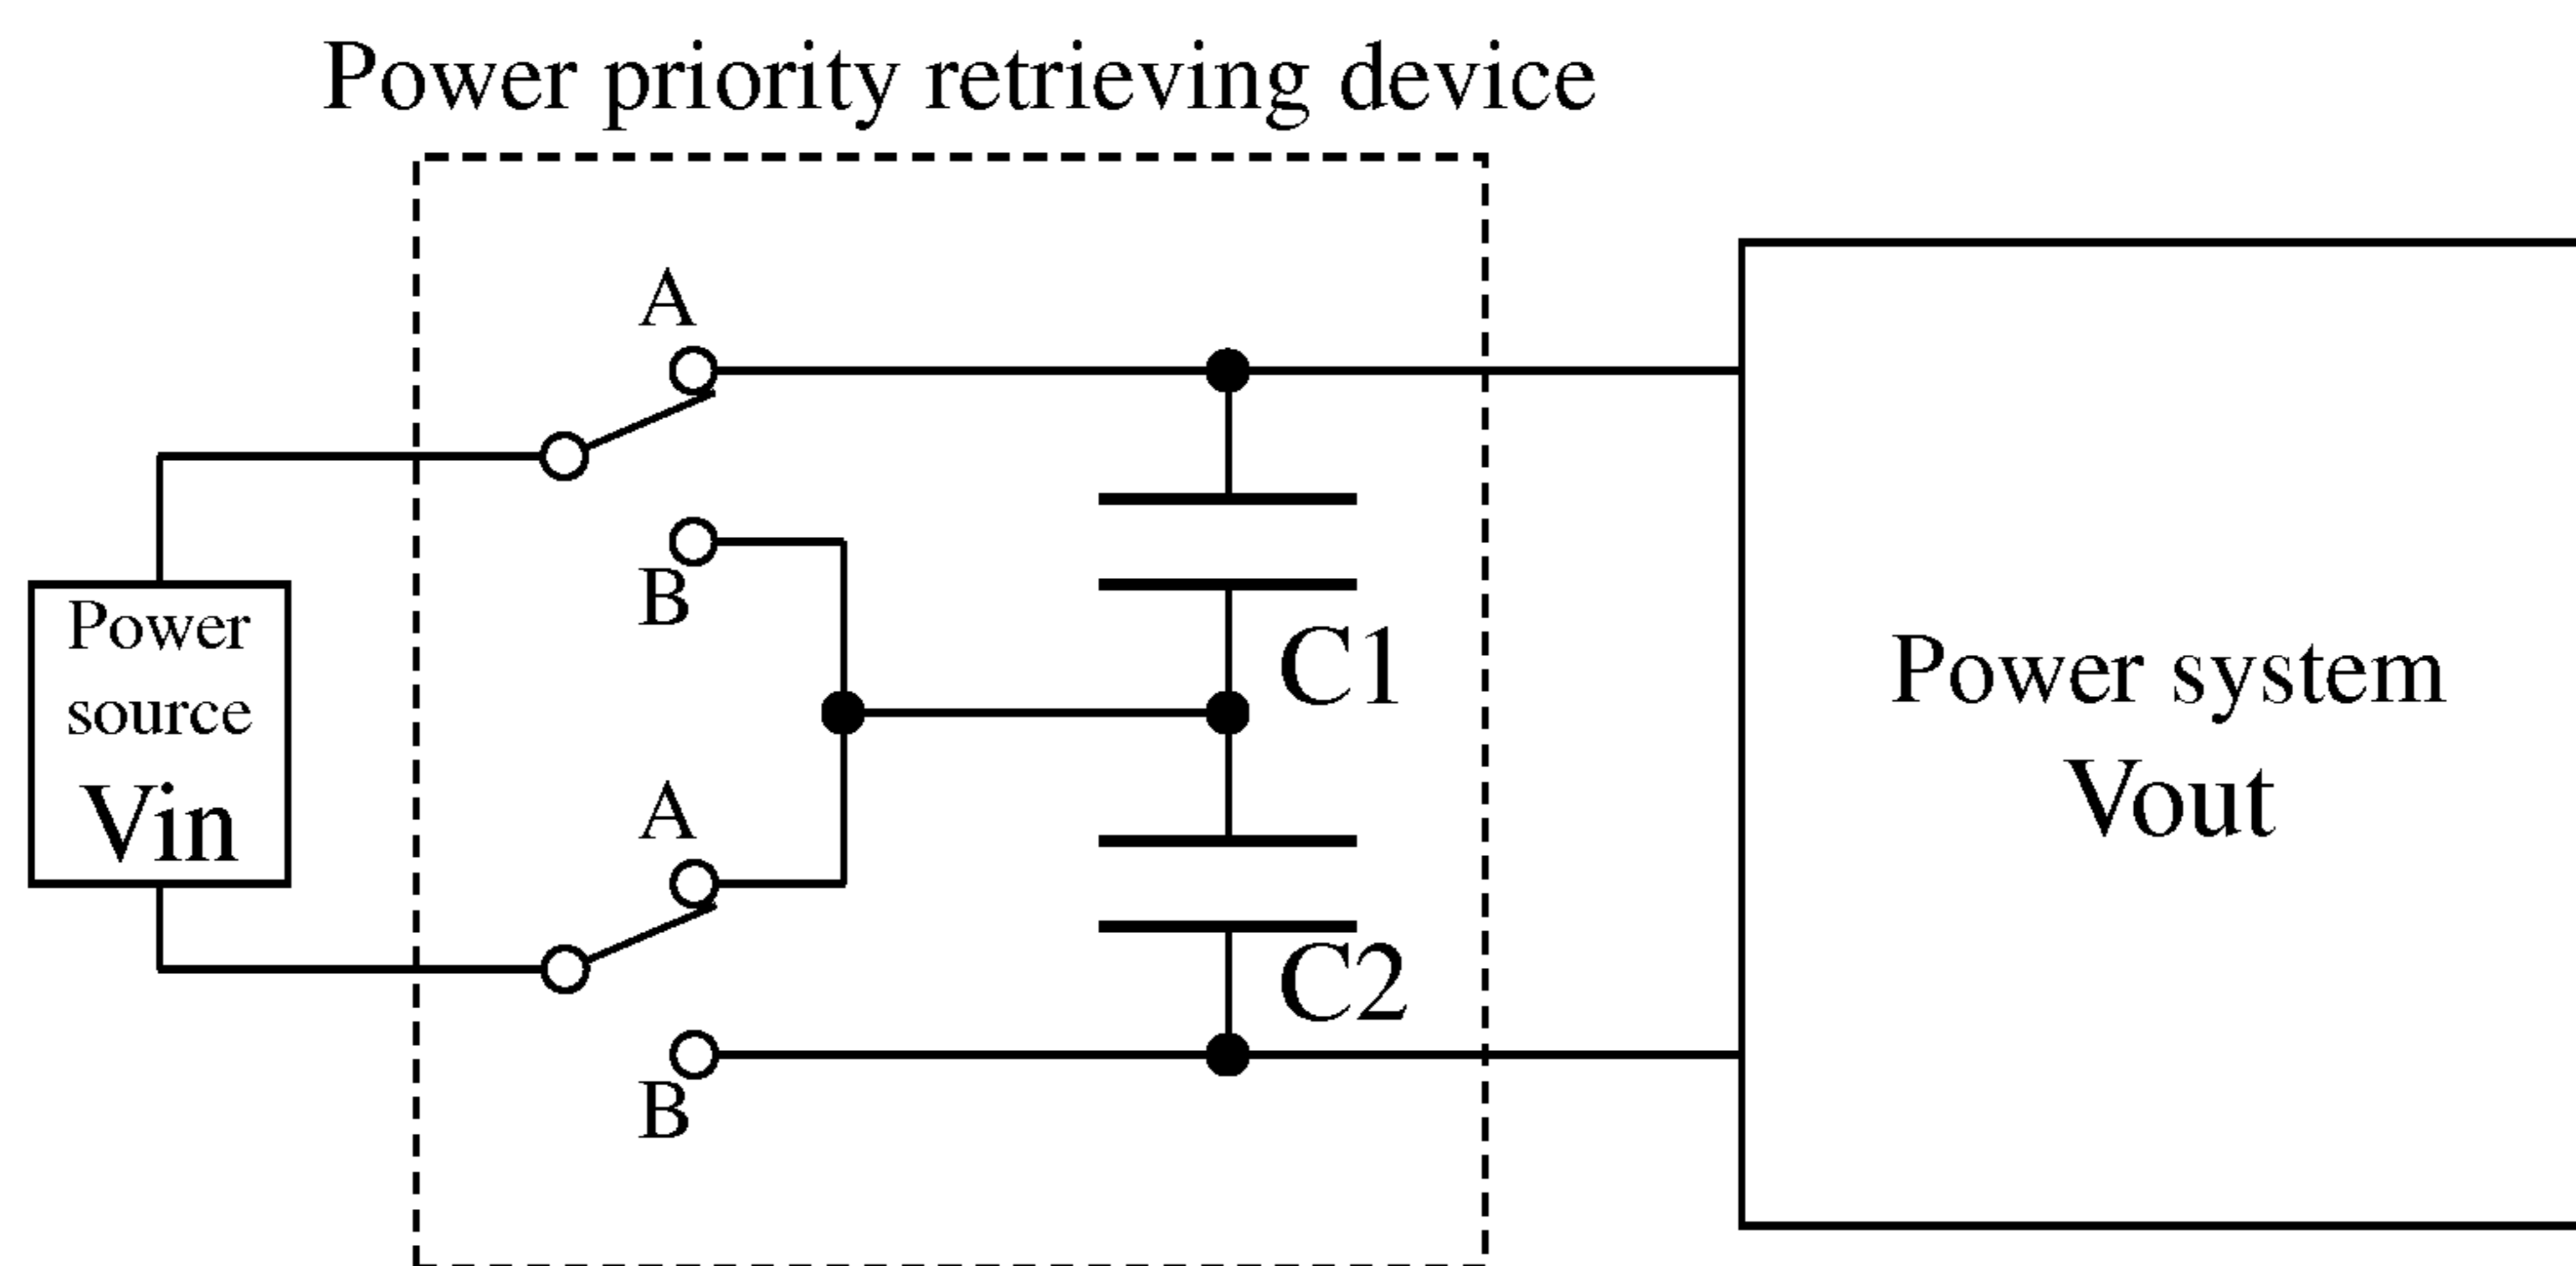 Power priority retrieving device
A
B
Power
source
Vin
C1
A
B
C2
Power system
Vout